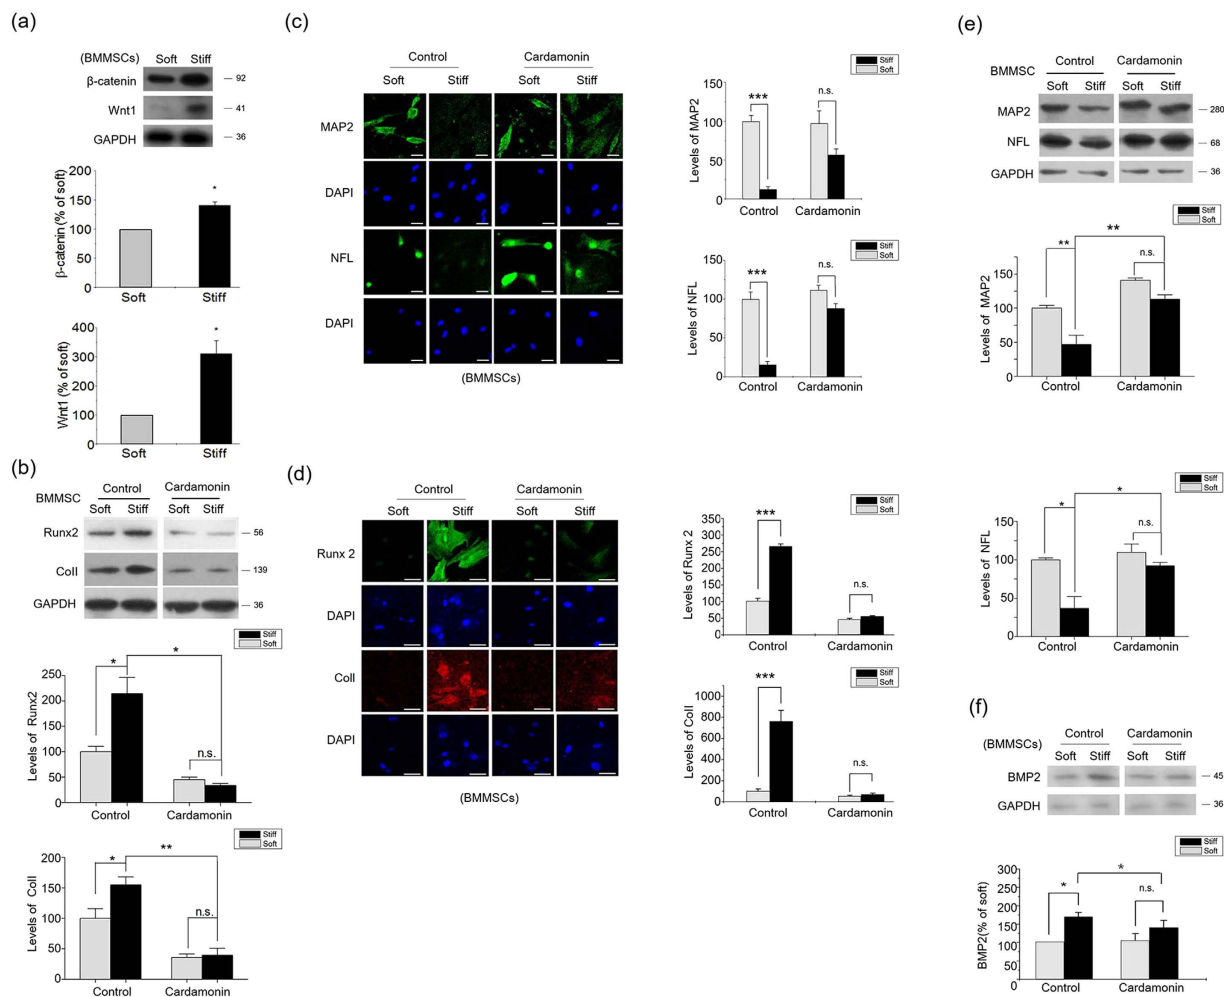 (a)
(BMMSCs) Soft Stiff
β-catenin 92
Wnt1 41
GAPDH 36
β-catenin (% of soft)
200
150
100
50
0
*
Soft Stiff
Wnt1 (% of soft)
400
300
200
100
0
*
Soft Stiff
(b)
Control Cardamonin
BMMSC Soft Stiff Soft Stiff
Runx2 56
ColI 139
GAPDH 36
Stiff
Soft
Levels of Runx2
250
200
150
100
50
0
* *
n.s.
Control Cardamonin
Stiff
Soft
Levels of ColI
200
150
100
50
0
* **
n.s.
Control Cardamonin
(c)
Control Cardamonin
Soft Stiff Soft Stiff
MAP2
DAPI
NFL
DAPI
(BMMSCs)
Stiff
Soft
Levels of MAP2
150
100
50
0
*** n.s.
Control Cardamonin
Stiff
Soft
Levels of NFL
150
100
50
0
*** n.s.
Control Cardamonin
(d)
Control Cardamonin
Soft Stiff Soft Stiff
Runx 2
DAPI
ColI
DAPI
(BMMSCs)
Stiff
Soft
Levels of Runx 2
350
300
250
200
150
100
50
0
*** n.s.
Control Cardamonin
Stiff
Soft
Levels of ColI
1000
800
600
400
200
0
*** n.s.
Control Cardamonin
(e)
Control Cardamonin
BMMSC Soft Stiff Soft Stiff
MAP2 280
NFL 68
GAPDH 36
Stiff
Soft
Levels of MAP2
150
100
50
0
** **
n.s.
Control Cardamonin
Stiff
Soft
Levels of NFL
150
100
50
0
* *
n.s.
Control Cardamonin
(f)
Control Cardamonin
(BMMSCs) Soft Stiff Soft Stiff
BMP2 45
GAPDH 36
Stiff
Soft
BMP2(% of soft)
300
250
200
150
100
50
0
* *
n.s.
Control Cardamonin